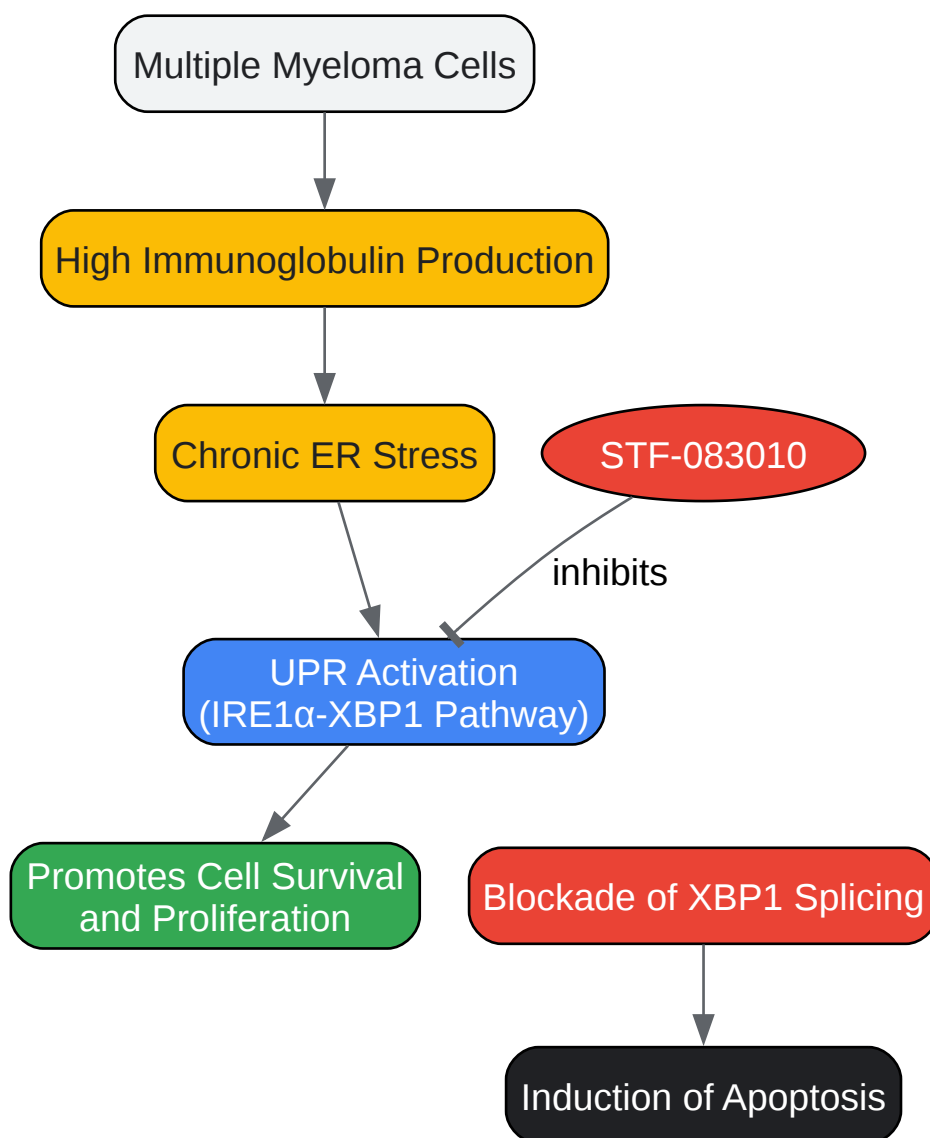 Multiple Myeloma Cells
High Immunoglobulin Production
Chronic ER Stress
STF-083010
inhibits
UPR Activation
(IRE1α-XBP1 Pathway)
Promotes Cell Survival
and Proliferation
Blockade of XBP1 Splicing
Induction of Apoptosis